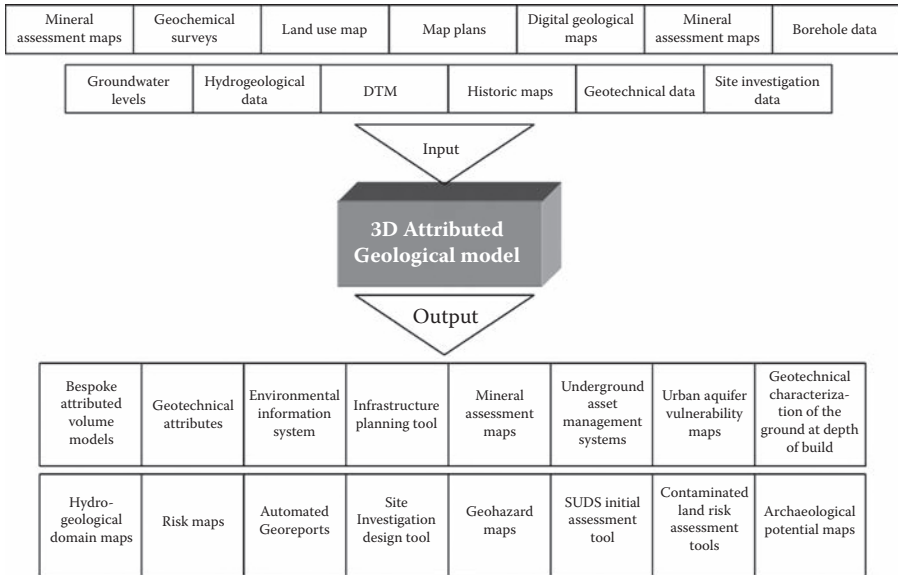 Mineral
assessment maps
Geochemical
surveys
Land use map
Map plans
Digital geological
maps
Mineral
assessment maps
Borehole data
Groundwater
levels
Hydrogeological
data
DTM
Historic maps
Geotechnical data
Site investigation
data
Input
3D Attributed
Geological model
Output
Bespoke
attributed
volume models
Geotechnical
attributes
Environmental
information
system
Infrastructure
planning tool
Mineral
assessment
maps
Underground
asset
management
systems
Urban aquifer
vulnerability
maps
Geotechnical
characteriza-
tion of the
ground at depth
of build
Hydro-
geological
domain maps
Risk maps
Automated
Georeports
Site
Investigation
design tool
Geohazard
maps
SUDS initial
assessment
tool
Contaminated
land risk
assessment
tools
Archaeological
potential maps